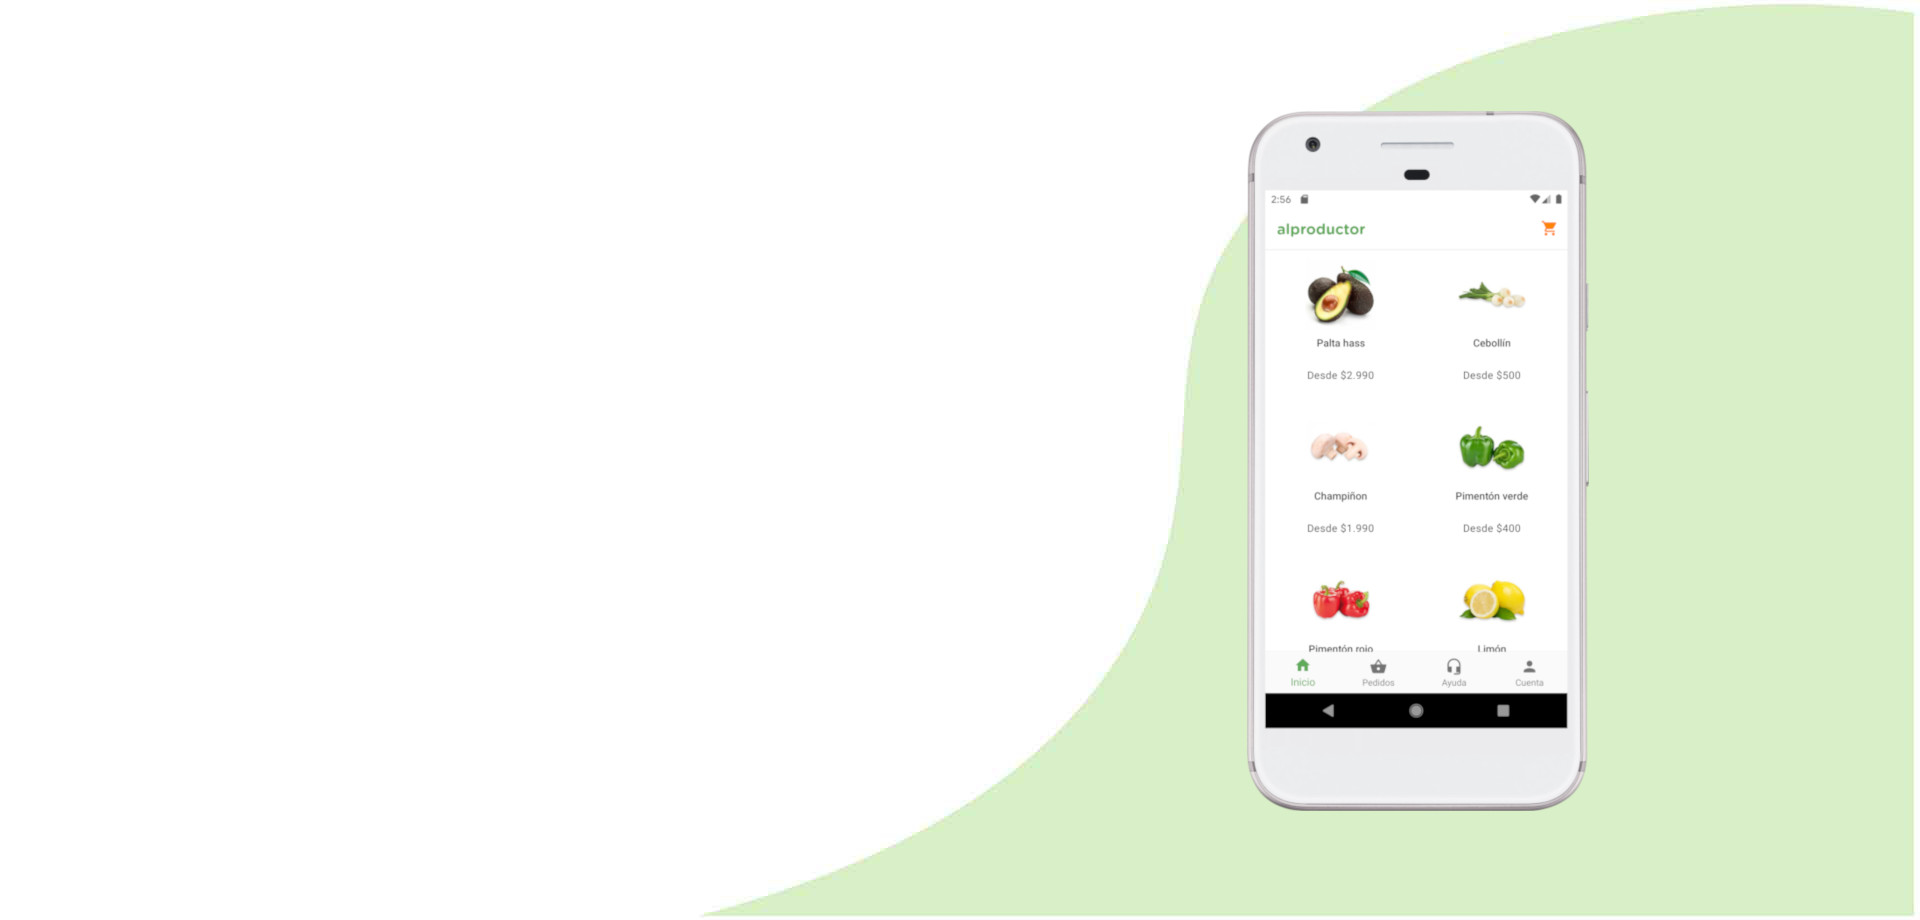 2:56
alproductor
Palta hass
Cebollín
Desde $2.990
Desde $500
Champiñon
Pimentón verde
Desde $1.990
Desde $400
Pimentón rojo
Limón
Inicio
Pedidos
Ayuda
Cuenta